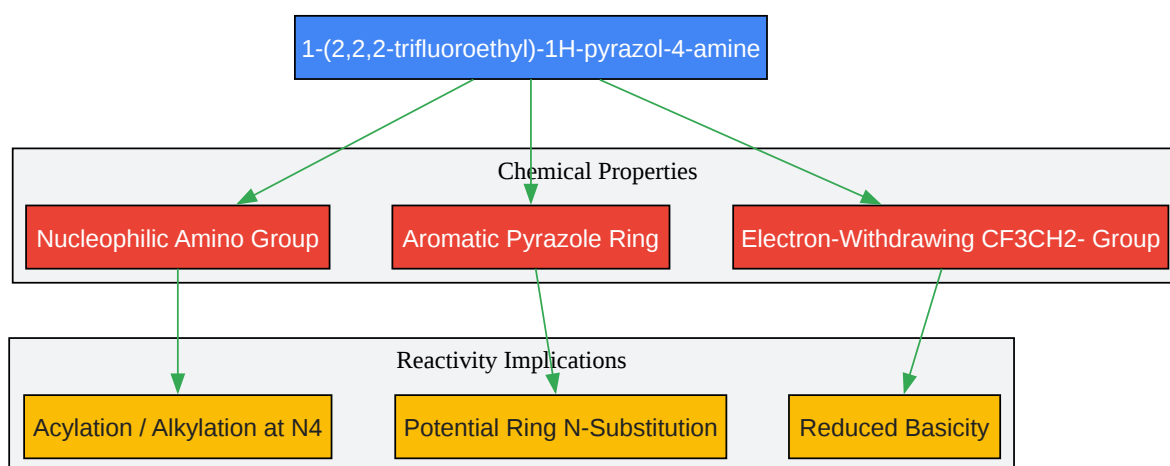 1-(2,2,2-trifluoroethyl)-1H-pyrazol-4-amine
Chemical Properties
Nucleophilic Amino Group
Aromatic Pyrazole Ring
Electron-Withdrawing CF3CH2- Group
Reactivity Implications
Acylation / Alkylation at N4
Potential Ring N-Substitution
Reduced Basicity